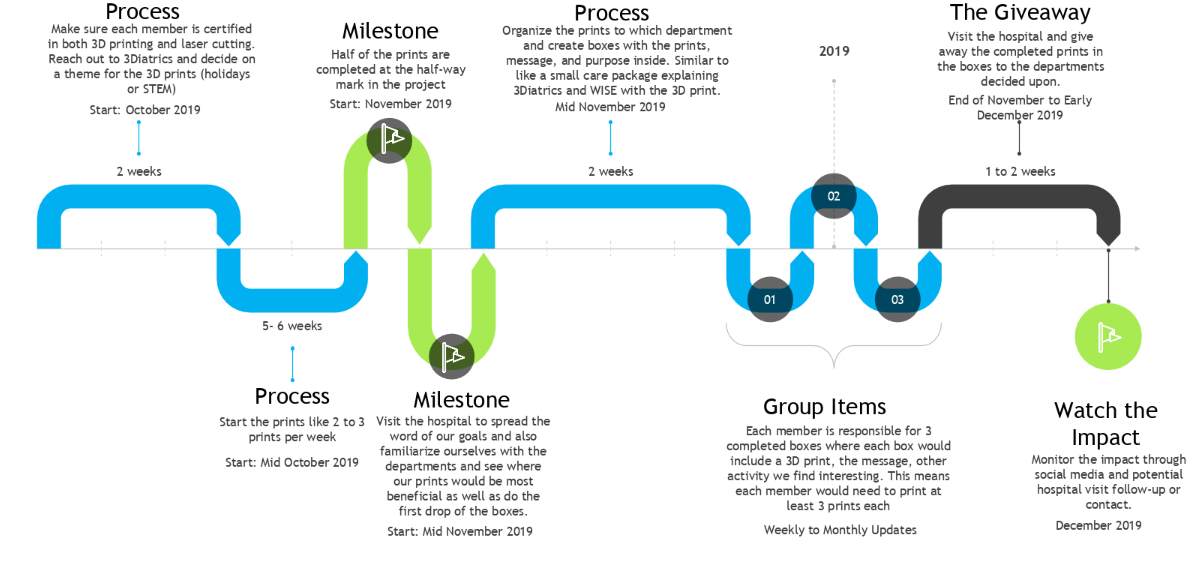 Process
Make sure each member is certified
in both 3D printing and laser cutting.
Reach out to 3Diatrics and decide on
a theme for the 3D prints (holidays
or STEM)
Start: October 2019
2 weeks
5- 6 weeks
Process
Start the prints like 2 to 3
prints per week
Start: Mid October 2019
Milestone
Half of the prints are
completed at the half-way
mark in the project
Start: November 2019
Milestone
Visit the hospital to spread the
word of our goals and also
familiarize ourselves with the
departments and see where
our prints would be most
beneficial as well as do the
first drop of the boxes.
Start: Mid November 2019
Process
Organize the prints to which department
and create boxes with the prints,
message, and purpose inside. Similar to
like a small care package explaining
3Diatrics and WISE with the 3D print.
Mid November 2019
2 weeks
2019
01
02
03
Group Items
Each member is responsible for 3
completed boxes where each box would
include a 3D print, the message, other
activity we find interesting. This means
each member would need to print at
least 3 prints each
Weekly to Monthly Updates
The Giveaway
Visit the hospital and give
away the completed prints in
the boxes to the departments
decided upon.
End of November to Early
December 2019
1 to 2 weeks
Watch the
Impact
Monitor the impact through
social media and potential
hospital visit follow-up or
contact.
December 2019